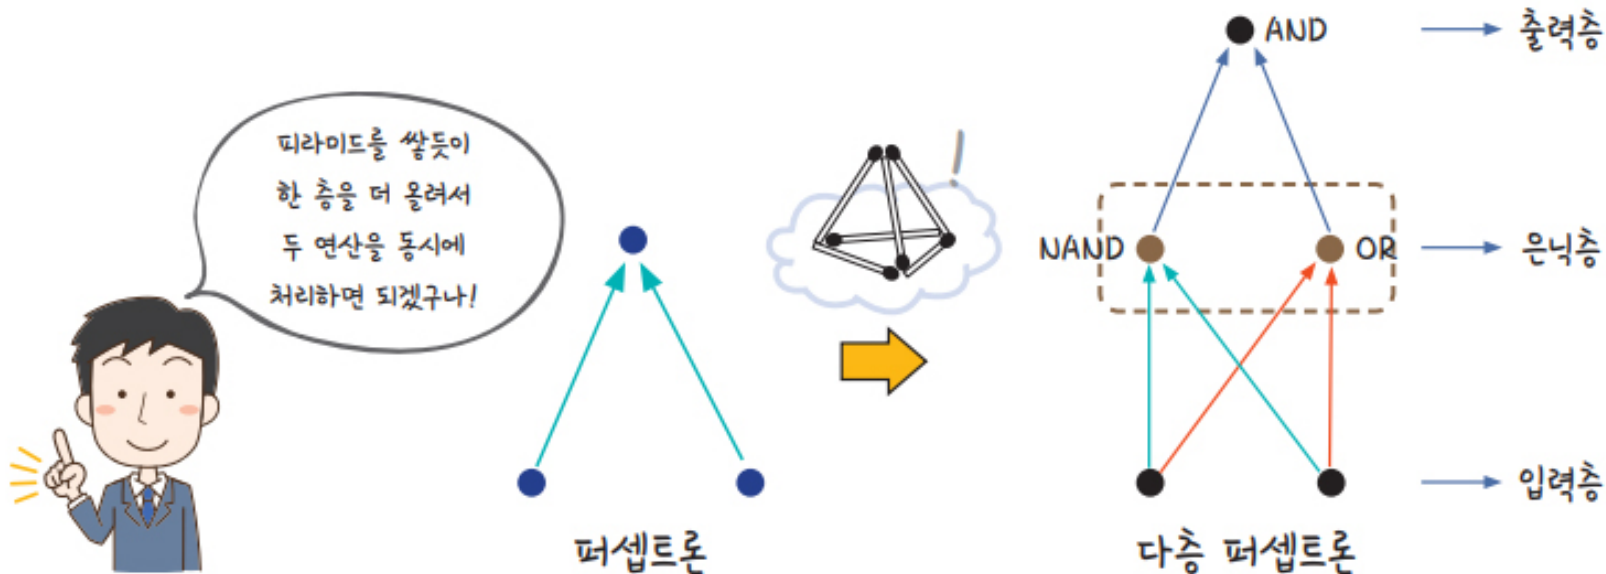 피라미드를 쌓듯이
한 층을 더 올려서
두 연산을 동시에
처리하면 되겠구나!
퍼셉트론
AND
출력층
NAND
OR
은닉층
입력층
다층 퍼셉트론